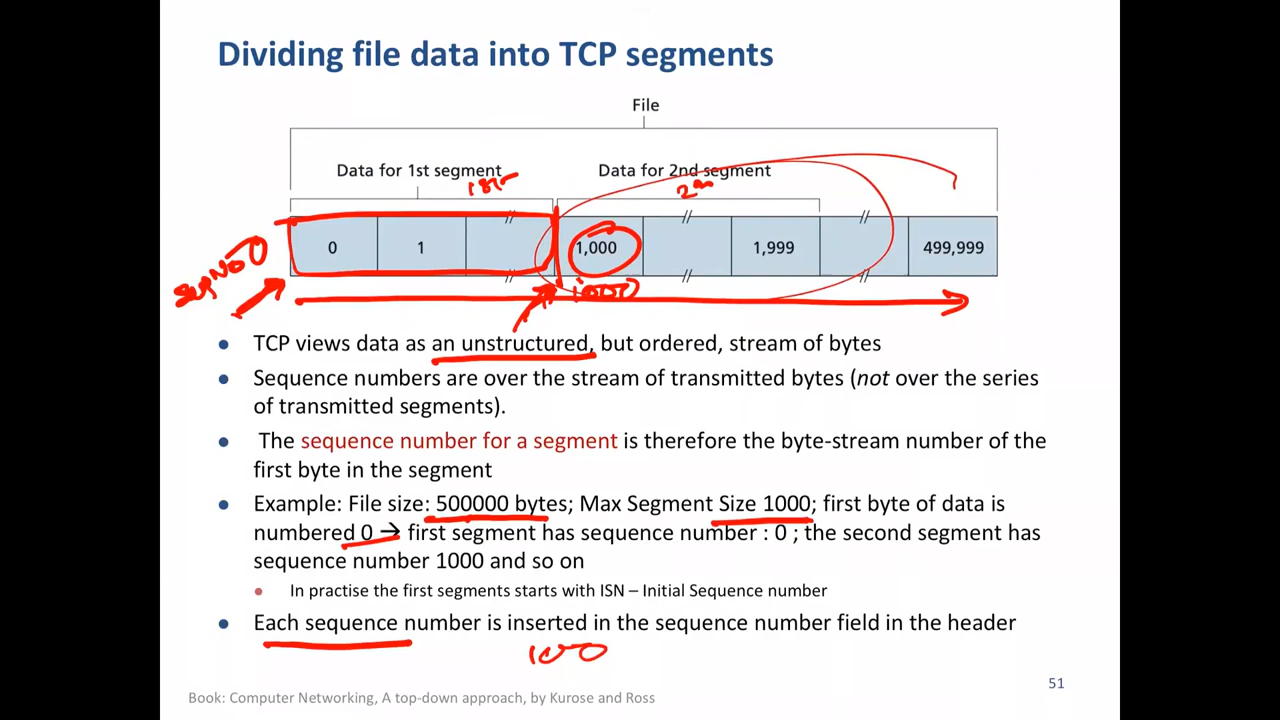 Dividing file data into TCP segments
File
Data for 1st segment
Data for 2nd segment
1st
2nd
Seq No 0
0
1
1,000
1,999
499,999
1000
TCP views data as an unstructured, but ordered, stream of bytes
Sequence numbers are over the stream of transmitted bytes (not over the series
of transmitted segments).
The sequence number for a segment is therefore the byte-stream number of the
first byte in the segment
Example: File size: 500000 bytes; Max Segment Size 1000; first byte of data is
numbered 0 → first segment has sequence number : 0 ; the second segment has
sequence number 1000 and so on
In practise the first segments starts with ISN – Initial Sequence number
Each sequence number is inserted in the sequence number field in the header
51
Book: Computer Networking, A top-down approach, by Kurose and Ross